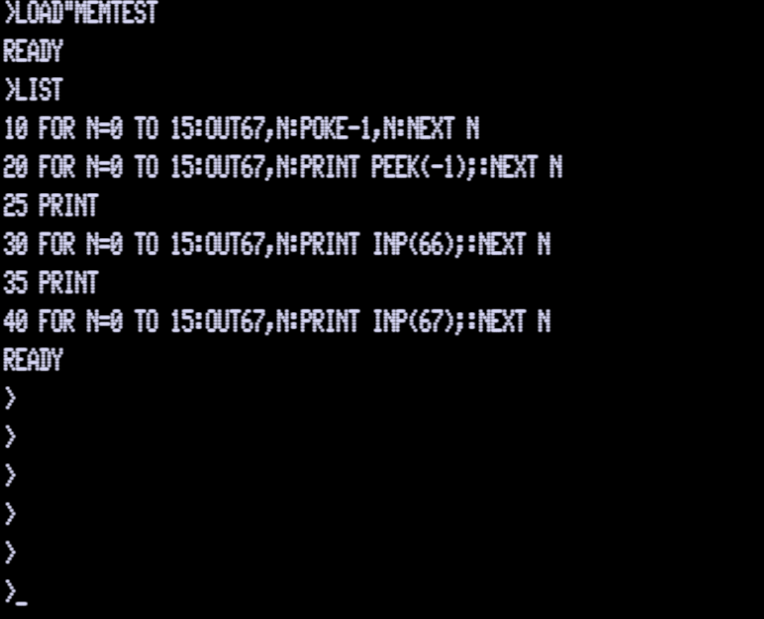 >LOAD"MEMTEST
READY
>LIST
10 FOR N=0 TO 15:OUT67,N:POKE-1,N:NEXT N
20 FOR N=0 TO 15:OUT67,N:PRINT PEEK(-1);:NEXT N
25 PRINT
30 FOR N=0 TO 15:OUT67,N:PRINT INP(66);:NEXT N
35 PRINT
40 FOR N=0 TO 15:OUT67,N:PRINT INP(67);:NEXT N
READY
>
>
>
>
>
>_